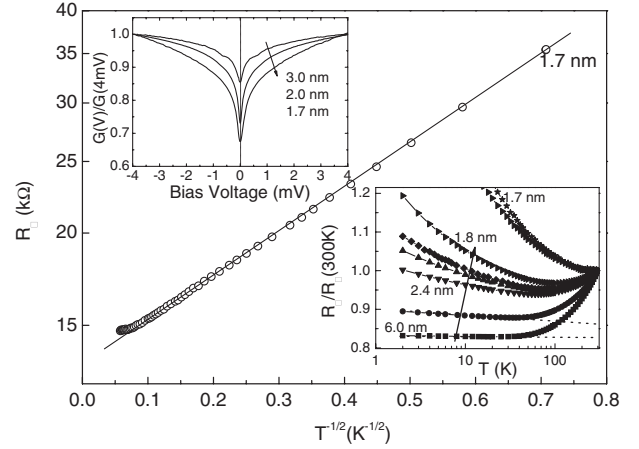 40
35
30
25
20
15
R□ (kΩ)
0.0 0.1 0.2 0.3 0.4 0.5 0.6 0.7 0.8
T-1/2(K-1/2)
1.7 nm
1.0
0.9
0.8
0.7
0.6
G(V)/G(4mV)
-4 -3 -2 -1 0 1 2 3 4
Bias Voltage (mV)
3.0 nm
2.0 nm
1.7 nm
1.2
1.1
1.0
0.9
0.8
R□/R□(300K)
1 10 100
T (K)
1.7 nm
1.8 nm
2.4 nm
6.0 nm